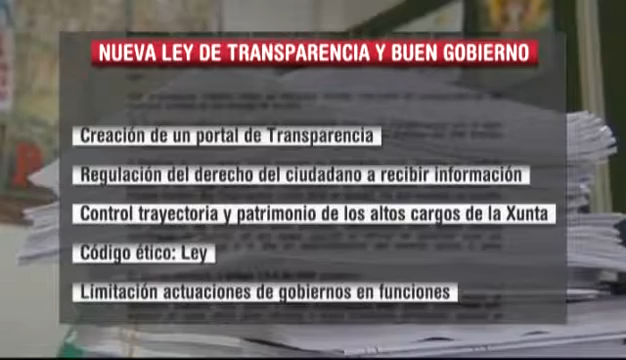 NUEVA LEY DE TRANSPARENCIA Y BUEN GOBIERNO
Creación de un portal de Transparencia
Regulación del derecho del ciudadano a recibir información
Control trayectoria y patrimonio de los altos cargos de la Xunta
Código ético: Ley
Limitación actuaciones de gobiernos en funciones